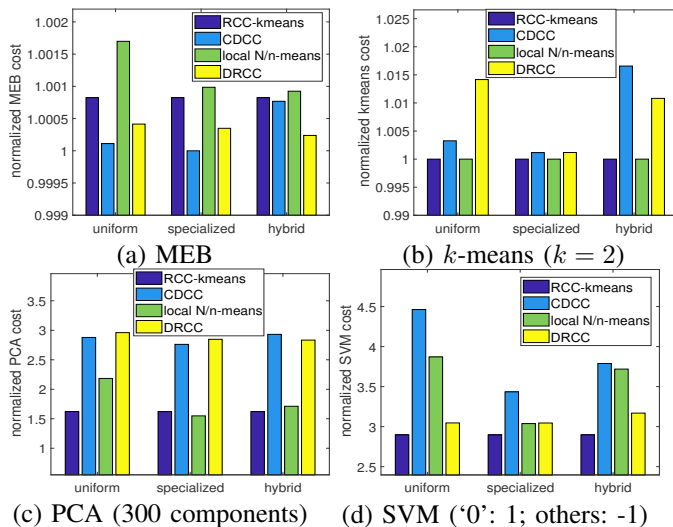 normalized MEB cost
1.002
1.0015
1.001
1.0005
1
0.9995
0.999
RCC-kmeans
CDCC
local N/n-means
DRCC
uniform specialized hybrid
(a) MEB
normalized kmeans cost
1.025
1.02
1.015
1.01
1.005
1
0.995
0.99
RCC-kmeans
CDCC
local N/n-means
DRCC
uniform specialized hybrid
(b) k-means (k = 2)
normalized PCA cost
3.5
3
2.5
2
1.5
1
RCC-kmeans
CDCC
local N/n-means
DRCC
uniform specialized hybrid
(c) PCA (300 components)
normalized SVM cost
4.5
4
3.5
3
2.5
RCC-kmeans
CDCC
local N/n-means
DRCC
uniform specialized hybrid
(d) SVM (‘0’: 1; others: -1)